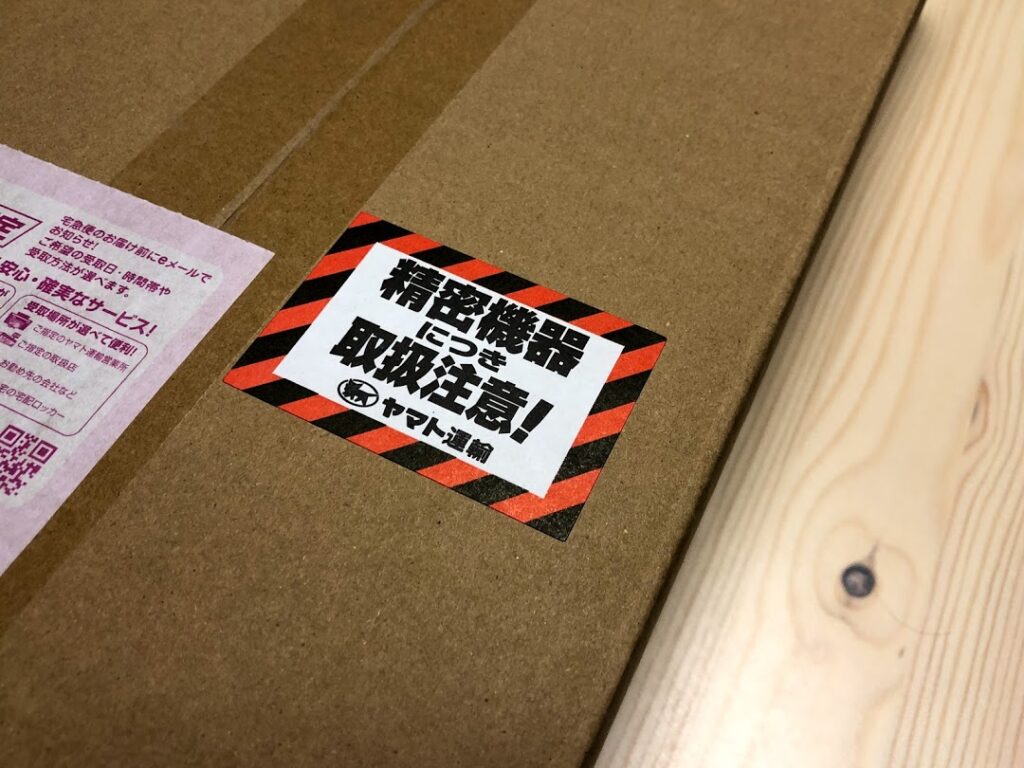 定
宅急便のお届け前にeメールで
お知らせ!
ご希望の受取日・時間帯や
受取方法が選べます。
安心・確実なサービス!
が
受取場所が選べて便利!
ご指定のヤマト運輸営業所
ご指定の取扱店
お勤め先の会社など
宅の宅配ロッカー
精密機器
につき
取扱注意!
ヤマト運輸